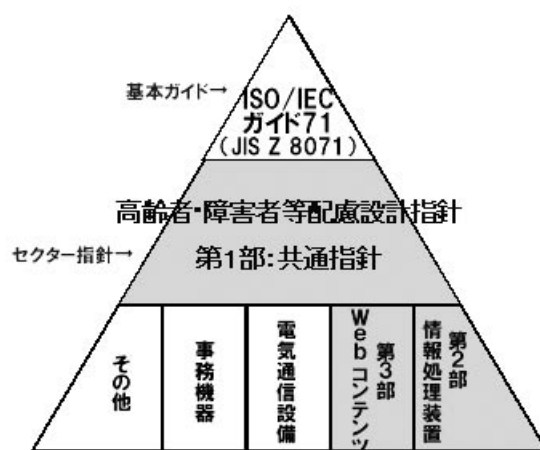 基本ガイド→
ISO/IEC
ガイド71
(JIS Z 8071)
高齢者・障害者等配慮設計指針
セクター指針→
第1部:共通指針
その他
事務機器
電気通信設備
第3部
Webコンテンツ
第2部
情報処理装置